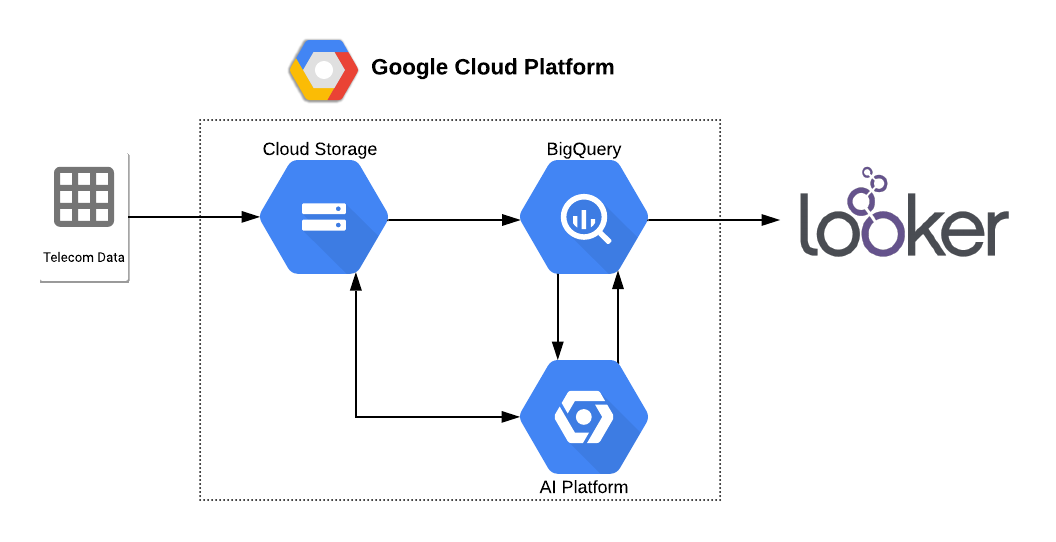 Google Cloud Platform
Cloud Storage
BigQuery
Telecom Data
looker
AI Platform